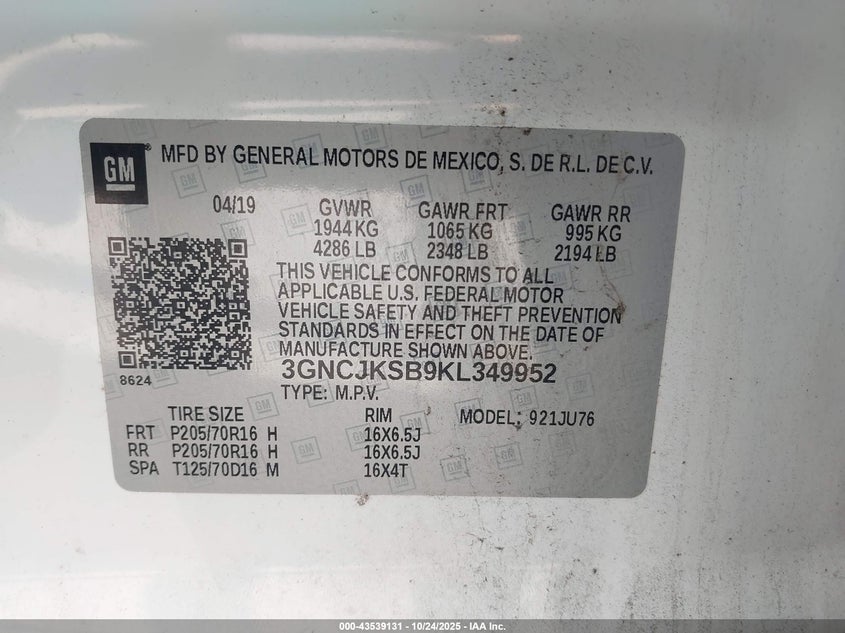 GM MFD BY GENERAL MOTORS DE MEXICO, S. DE R.L. DE C.V.
04/19 GVWR GAWR FRT GAWR RR
1944 KG 1065 KG 995 KG
4286 LB 2348 LB 2194 LB
THIS VEHICLE CONFORMS TO ALL
APPLICABLE U.S. FEDERAL MOTOR
VEHICLE SAFETY AND THEFT PREVENTION
STANDARDS IN EFFECT ON THE DATE OF
MANUFACTURE SHOWN ABOVE.
8624 3GNCJKSB9KL349952
TYPE: M.P.V.
TIRE SIZE RIM MODEL: 921JU76
FRT P205/70R16 H 16X6.5J
RR P205/70R16 H 16X6.5J
SPA T125/70D16 M 16X4T
000-43539131 - 10/24/2025 - IAA Inc.